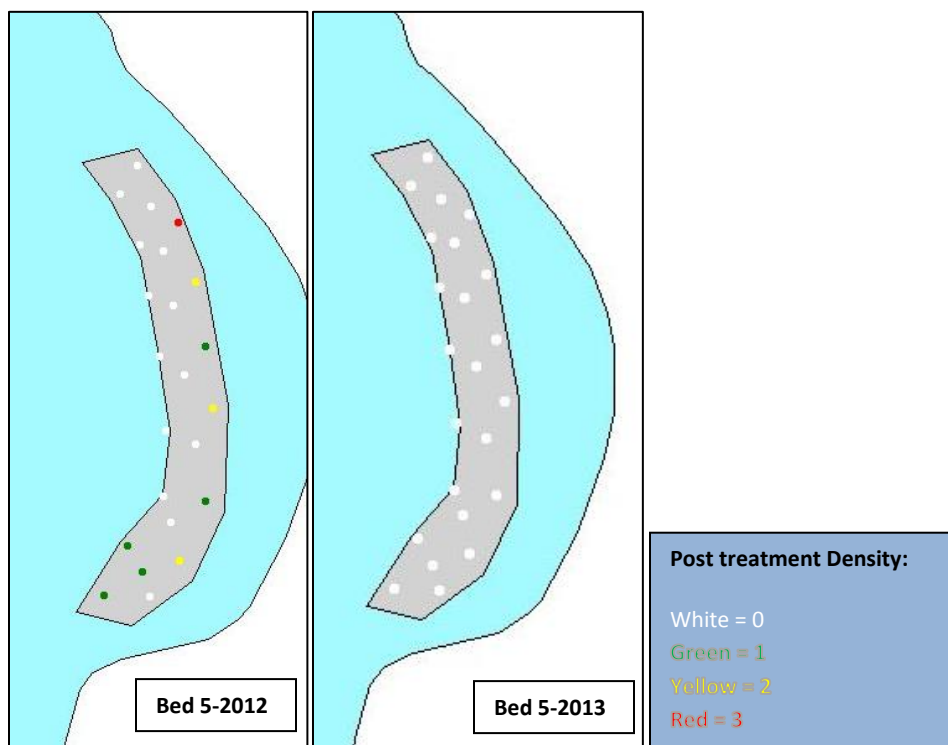 Bed 5-2012
Bed 5-2013
Post treatment Density:
White = 0
Green = 1
Yellow = 2
Red = 3